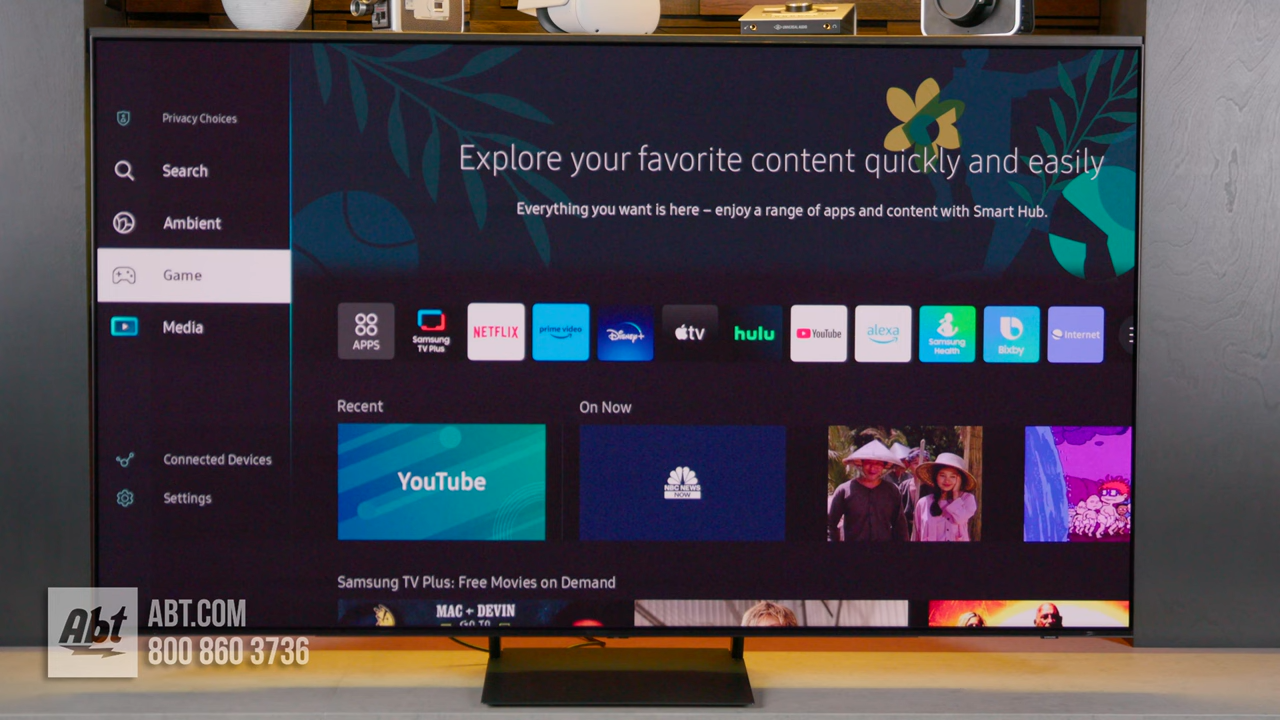 Privacy Choices
Search
Ambient
Game
Media
Connected Devices
Settings
Explore your favorite content quickly and easily
Everything you want is here – enjoy a range of apps and content with Smart Hub.
APPS
Samsung
TV Plus
NETFLIX
prime video
Disney+
tv
hulu
YouTube
alexa
Samsung
Health
Bixby
Internet
Recent
On Now
YouTube
NBC NEWS
NOW
Samsung TV Plus: Free Movies on Demand
MAC + DEVIN
GO TO
Abt
ABT.COM
800 860 3736